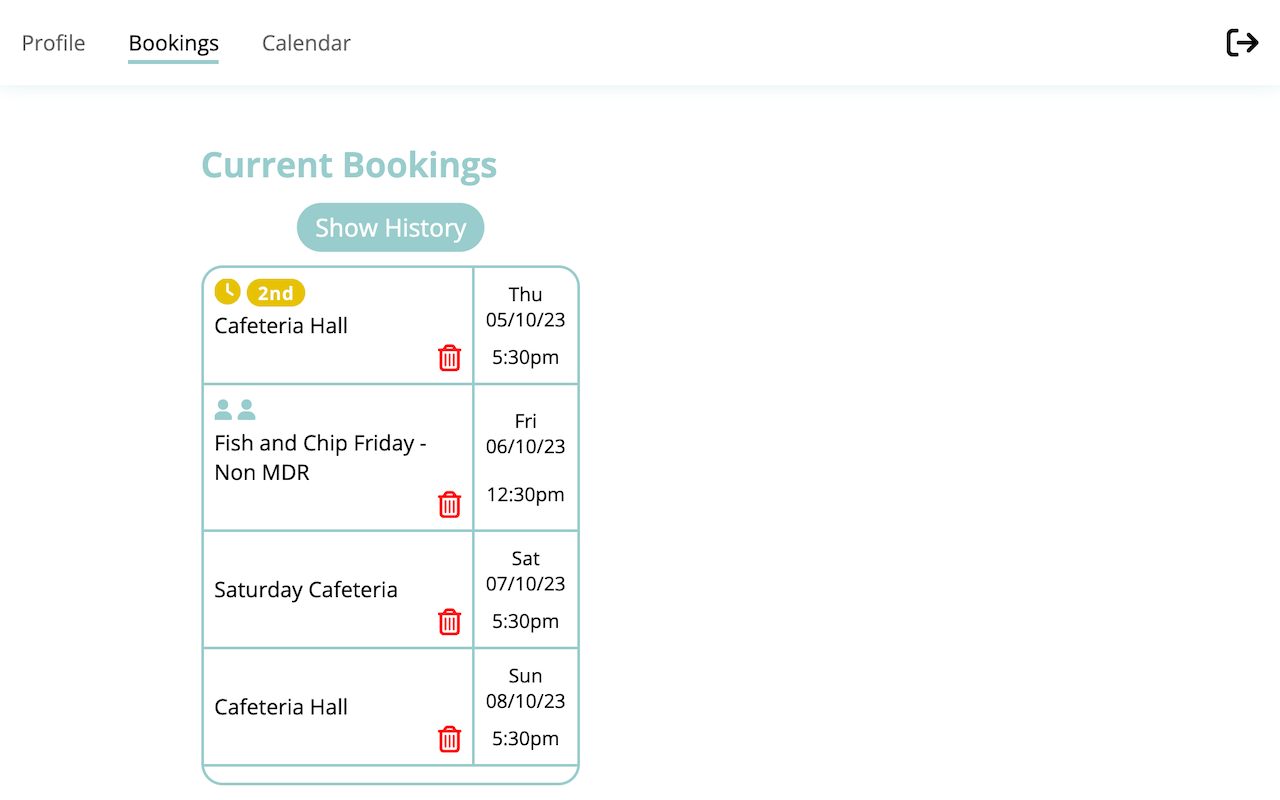 Profile Bookings Calendar
Current Bookings
Show History
2nd
Cafeteria Hall
Thu
05/10/23
5:30pm
Fish and Chip Friday -
Non MDR
Fri
06/10/23
12:30pm
Saturday Cafeteria
Sat
07/10/23
5:30pm
Cafeteria Hall
Sun
08/10/23
5:30pm